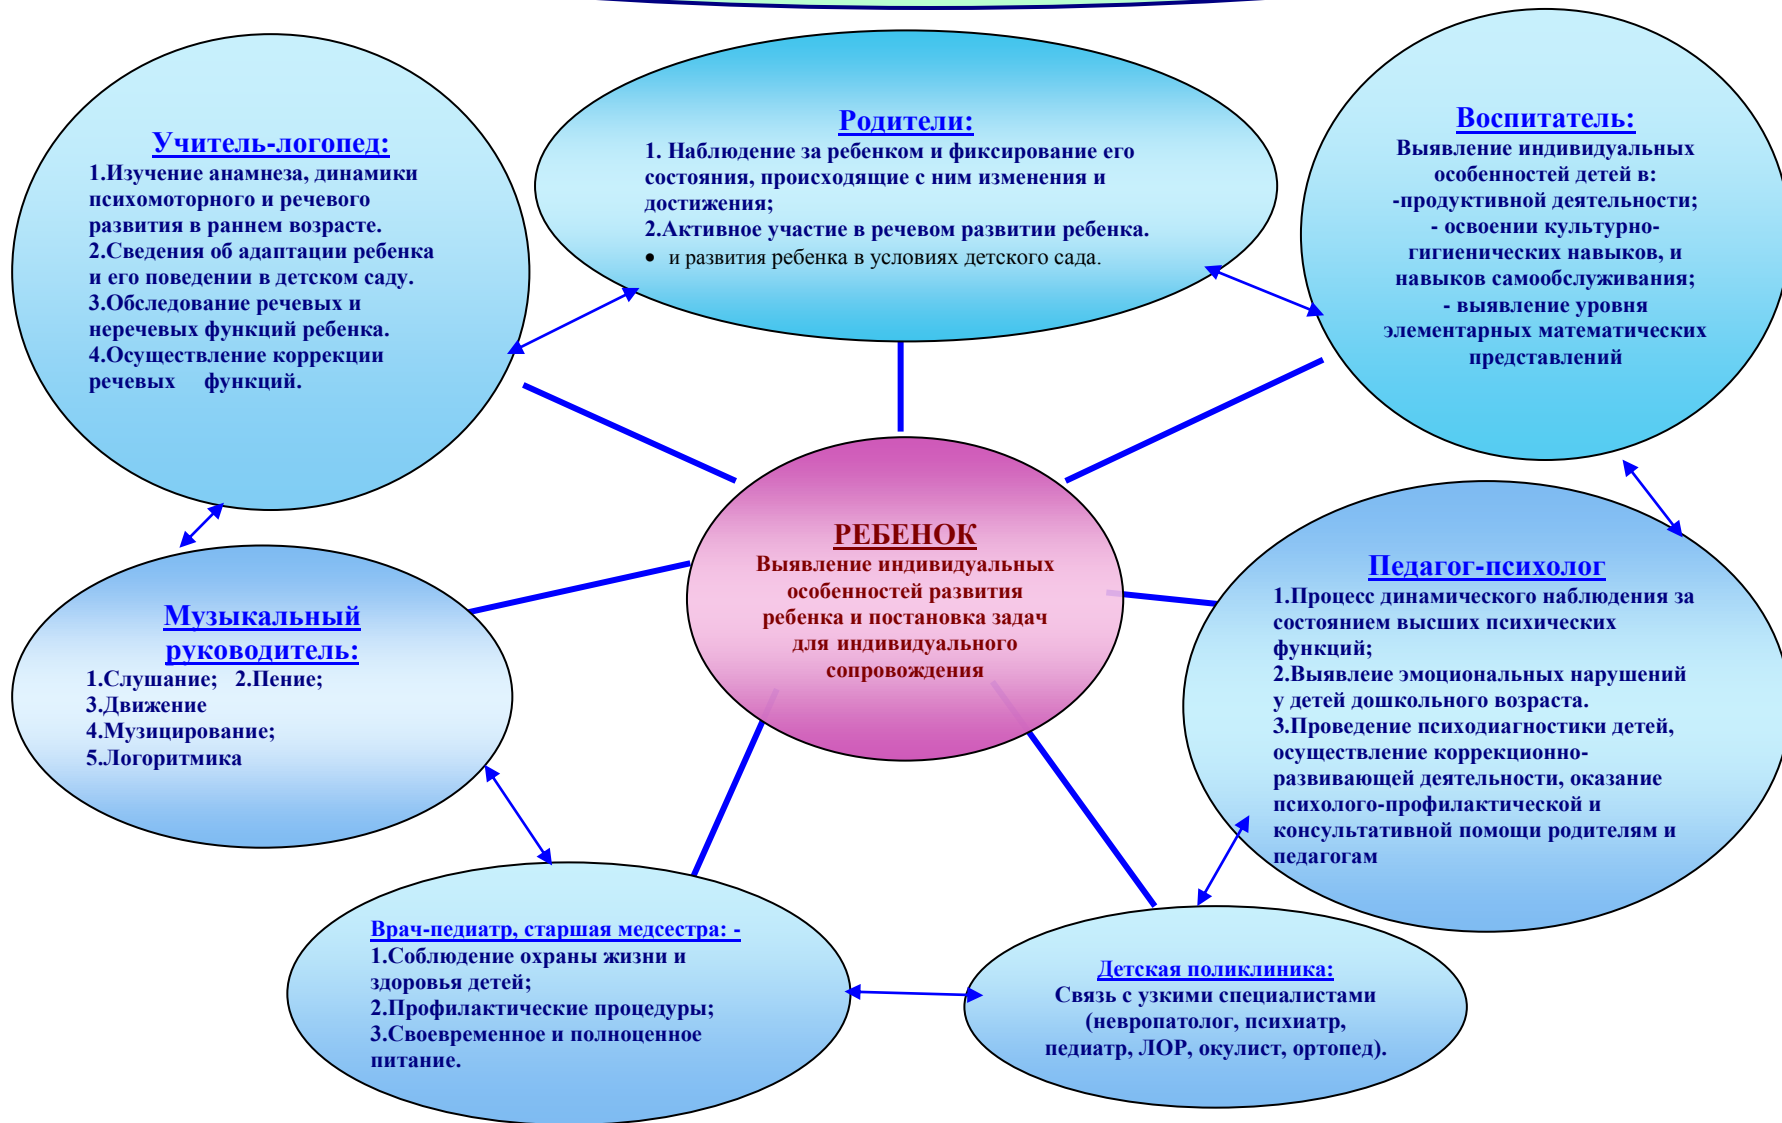 Учитель-логопед:
1.Изучение анамнеза, динамики
психомоторного и речевого
развития в раннем возрасте.
2.Сведения об адаптации ребенка
и его поведении в детском саду.
3.Обследование речевых и
неречевых функций ребенка.
4.Осуществление коррекции
речевых функций.
Родители:
1. Наблюдение за ребенком и фиксирование его
состояния, происходящие с ним изменения и
достижения;
2.Активное участие в речевом развитии ребенка.
• и развития ребенка в условиях детского сада.
Воспитатель:
Выявление индивидуальных
особенностей детей в:
-продуктивной деятельности;
- освоении культурно-
гигиенических навыков, и
навыков самообслуживания;
- выявление уровня
элементарных математических
представлений
РЕБЕНОК
Выявление индивидуальных
особенностей развития
ребенка и постановка задач
для индивидуального
сопровождения
Музыкальный
руководитель:
1.Слушание; 2.Пение;
3.Движение
4.Музицирование;
5.Логоритмика
Педагог-психолог
1.Процесс динамического наблюдения за
состоянием высших психических
функций;
2.Выявлеие эмоциональных нарушений
у детей дошкольного возраста.
3.Проведение психодиагностики детей,
осуществление коррекционно-
развивающей деятельности, оказание
психолого-профилактической и
консультативной помощи родителям и
педагогам
Врач-педиатр, старшая медсестра: -
1.Соблюдение охраны жизни и
здоровья детей;
2.Профилактические процедуры;
3.Своевременное и полноценное
питание.
Детская поликлиника:
Связь с узкими специалистами
(невропатолог, психиатр,
педиатр, ЛОР, окулист, ортопед).